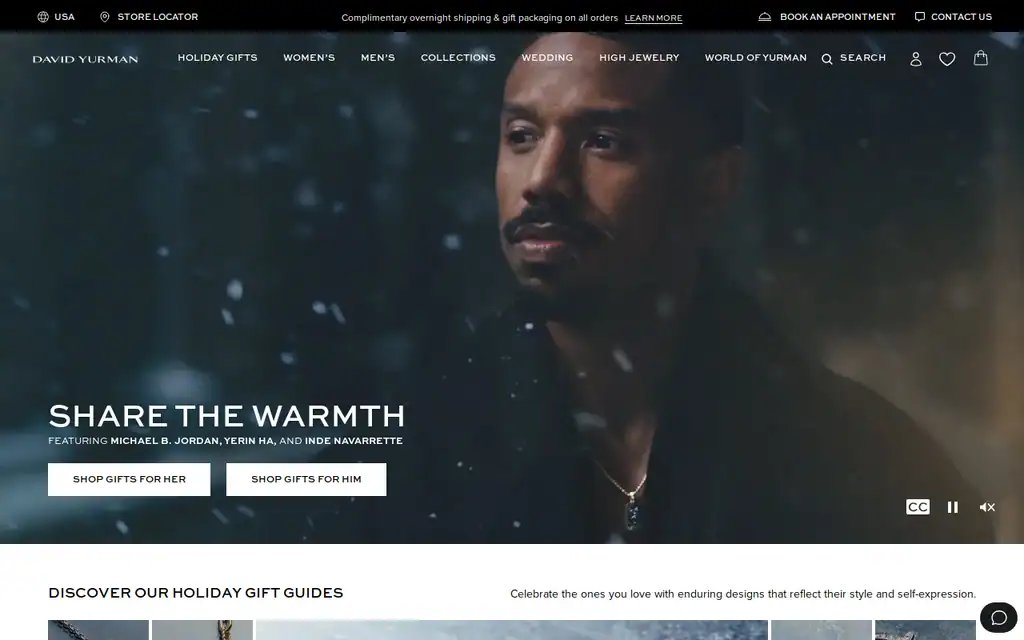 USA
STORE LOCATOR
Complimentary overnight shipping & gift packaging on all orders LEARN MORE
BOOK AN APPOINTMENT
CONTACT US
DAVID YURMAN
HOLIDAY GIFTS
WOMEN'S
MEN'S
COLLECTIONS
WEDDING
HIGH JEWELRY
WORLD OF YURMAN
SEARCH
SHARE THE WARMTH
FEATURING MICHAEL B. JORDAN, YERIN HA, AND INDE NAVARRETTE
SHOP GIFTS FOR HER
SHOP GIFTS FOR HIM
CC
DISCOVER OUR HOLIDAY GIFT GUIDES
Celebrate the ones you love with enduring designs that reflect their style and self-expression.